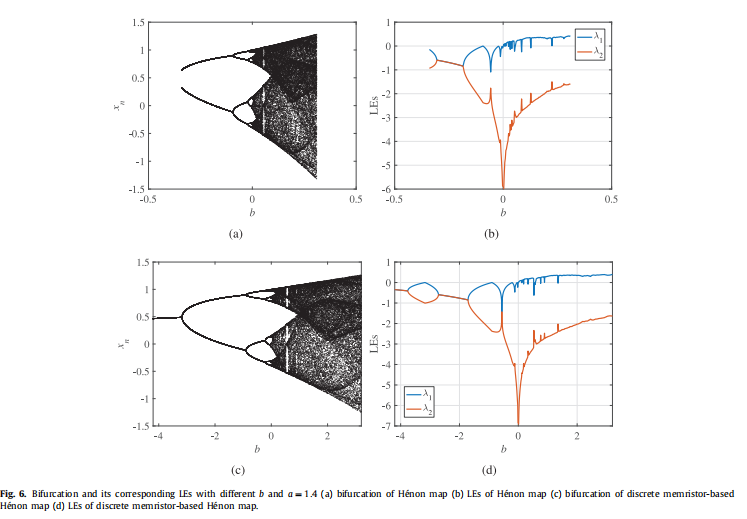 1.5
1
0.5
0
-0.5
-1
-1.5
xn
-0.5
0
0.5
b
(a)
1
0
-1
-2
-3
-4
-5
-6
LEs
λ1
λ2
-0.5
0
0.5
b
(b)
1.5
1
0.5
0
-0.5
-1
-1.5
xn
-4
-2
0
2
b
(c)
1
0
-1
-2
-3
-4
-5
-6
-7
LEs
λ1
λ2
-4
-2
0
2
b
(d)
Fig. 6. Bifurcation and its corresponding LEs with different b and a = 1.4 (a) bifurcation of Hénon map (b) LEs of Hénon map (c) bifurcation of discrete memristor-based
Hénon map (d) LEs of discrete memristor-based Hénon map.